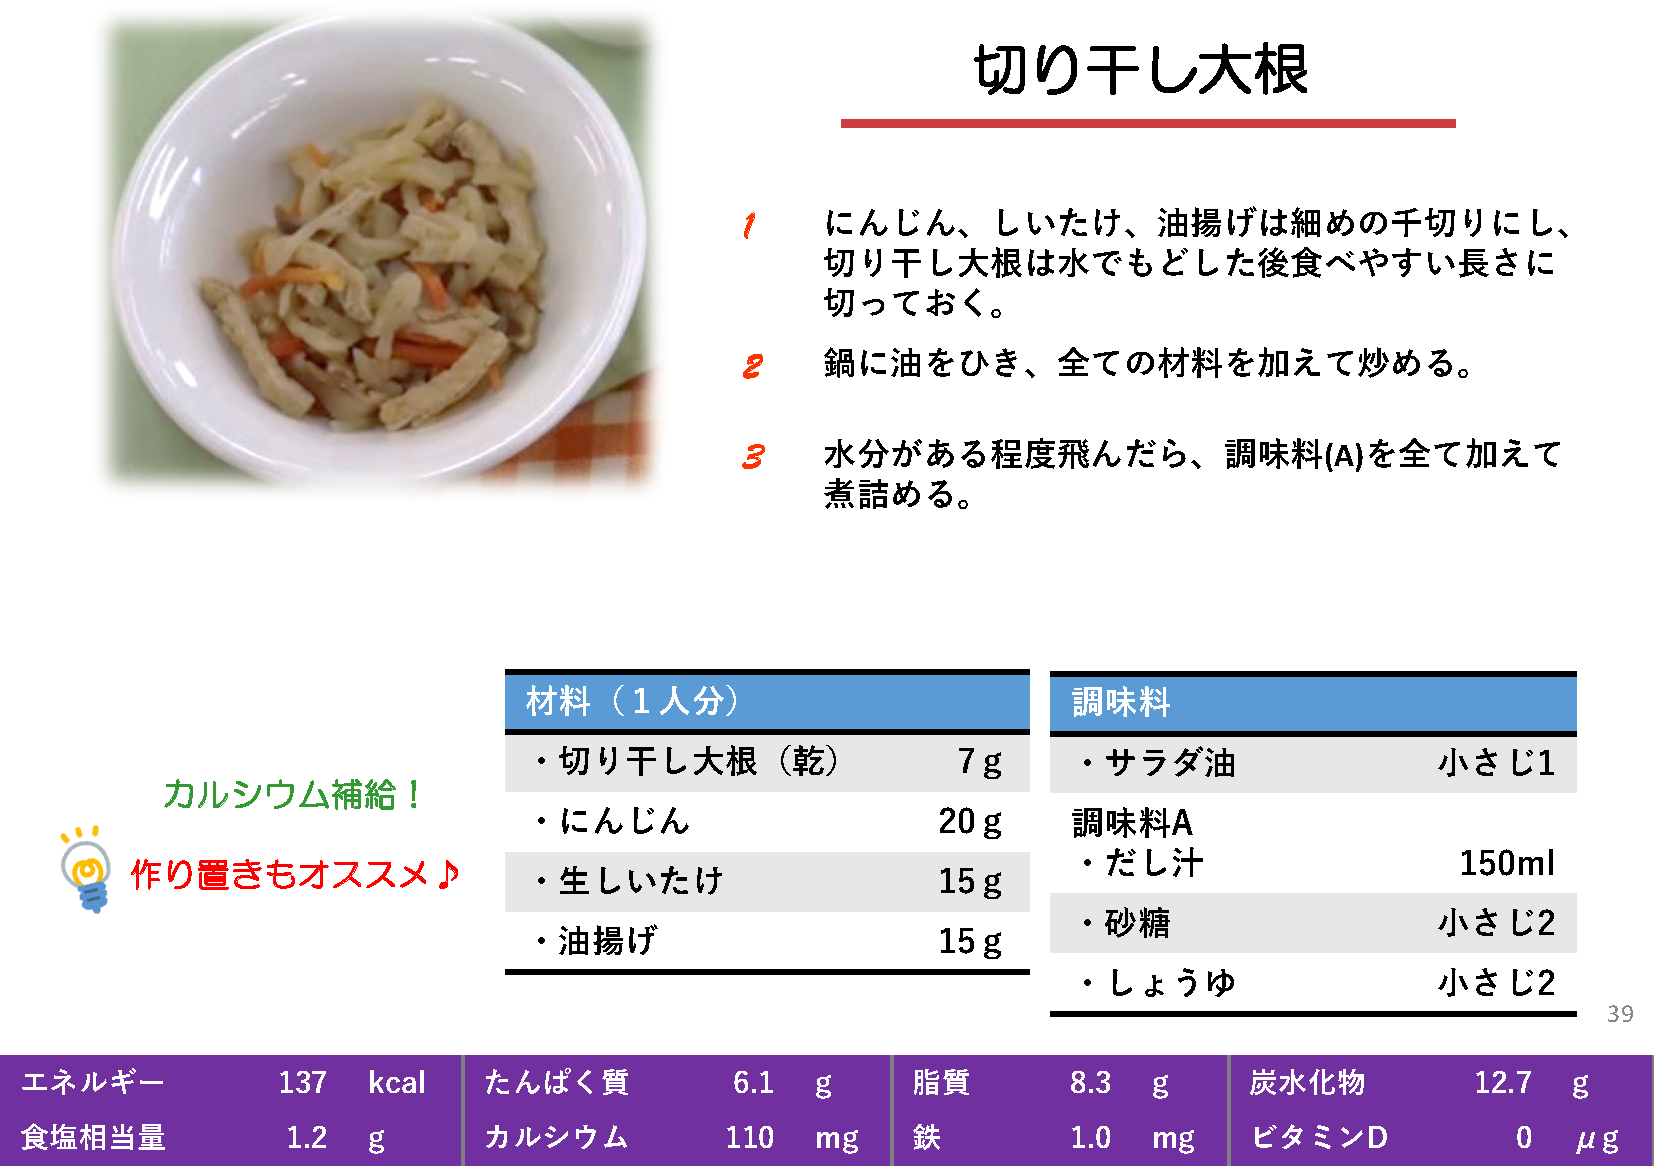 切り干し大根
1 にんじん、しいたけ、油揚げは細めの千切りにし、
切り干し大根は水でもどした後食べやすい長さに
切っておく。
2 鍋に油をひき、全ての材料を加えて炒める。
3 水分がある程度飛んだら、調味料(A)を全て加えて
煮詰める。
カルシウム補給！
作り置きもオススメ♪
材料（１人分）
・切り干し大根（乾） 7ｇ
・にんじん 20ｇ
・生しいたけ 15ｇ
・油揚げ 15ｇ
調味料
・サラダ油 小さじ1
調味料A
・だし汁 150ml
・砂糖 小さじ2
・しょうゆ 小さじ2
39
エネルギー 137 kcal たんぱく質 6.1 g 脂質 8.3 g 炭水化物 12.7 g
食塩相当量 1.2 g カルシウム 110 mg 鉄 1.0 mg ビタミンD 0 μg